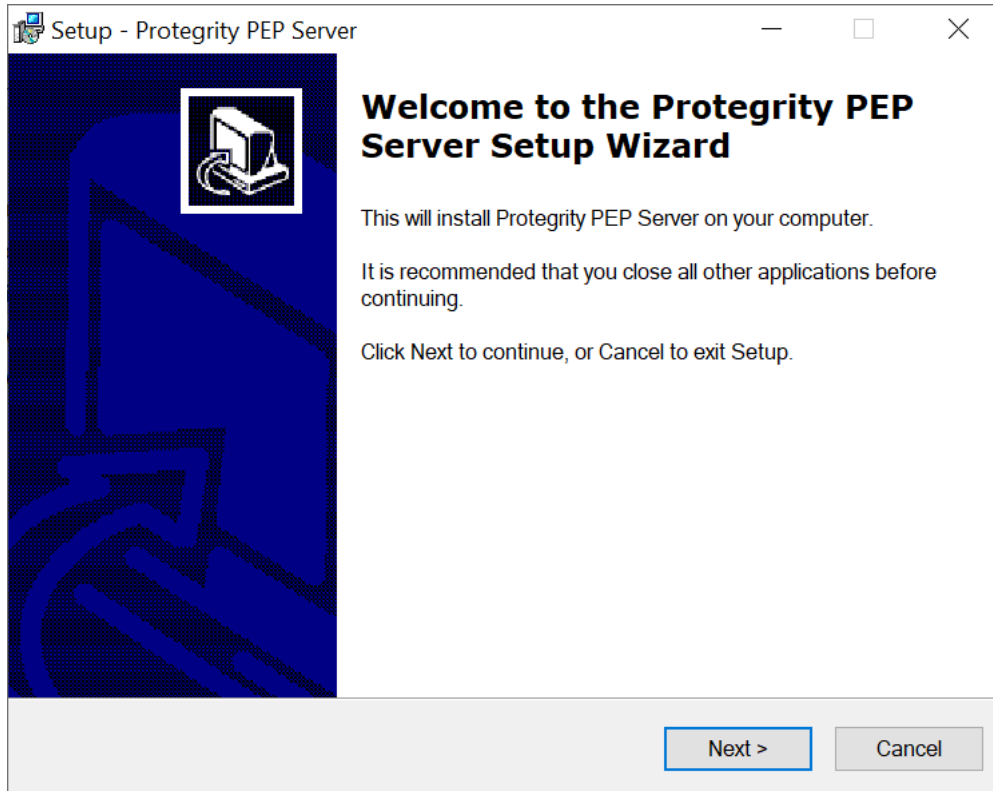 Setup - Protegrity PEP Server
Welcome to the Protegrity PEP
Server Setup Wizard
This will install Protegrity PEP Server on your computer.
It is recommended that you close all other applications before
continuing.
Click Next to continue, or Cancel to exit Setup.
Next >
Cancel